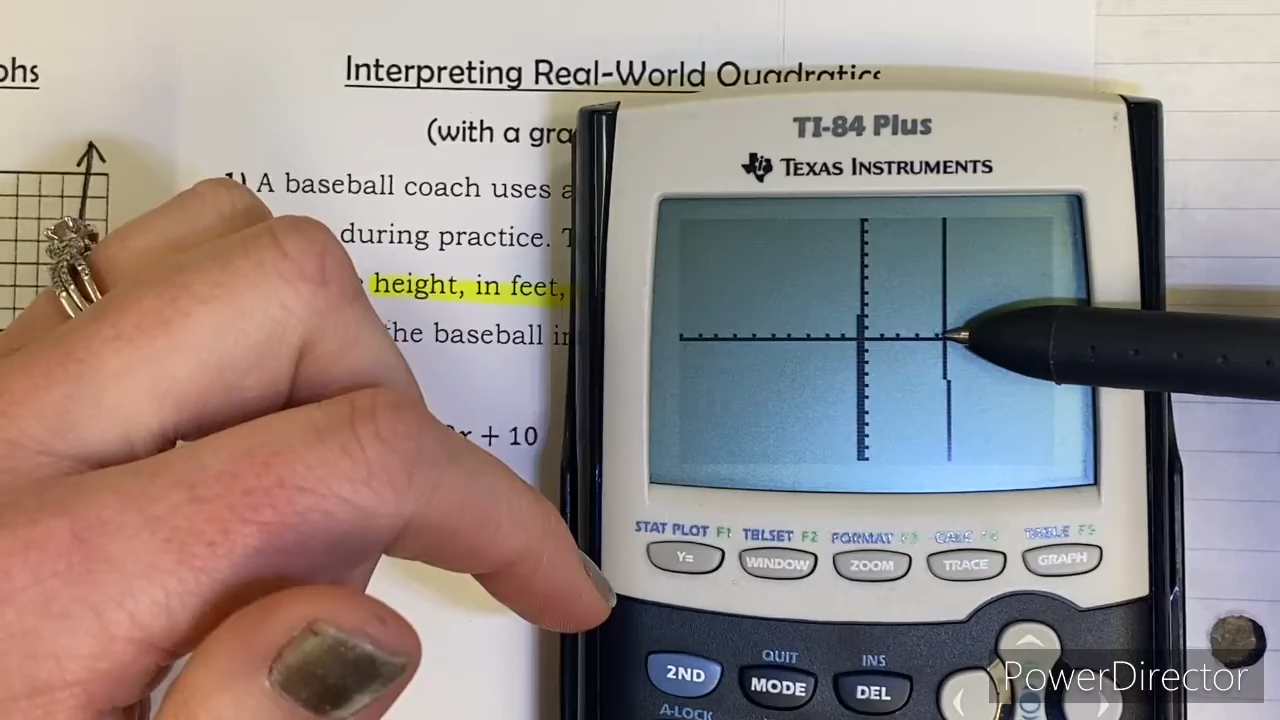 phs
Interpreting Real-World Quadratics
(with a gra
1) A baseball coach uses a
during practice. T
height, in feet,
the baseball in
x + 10
TI-84 Plus
TEXAS INSTRUMENTS
STAT PLOT F1 TBLSET F2 FORMAT F3 CALC F4 TABLE F5
Y= WINDOW ZOOM TRACE GRAPH
QUIT INS
2ND MODE DEL
A-LOCK
PowerDirector